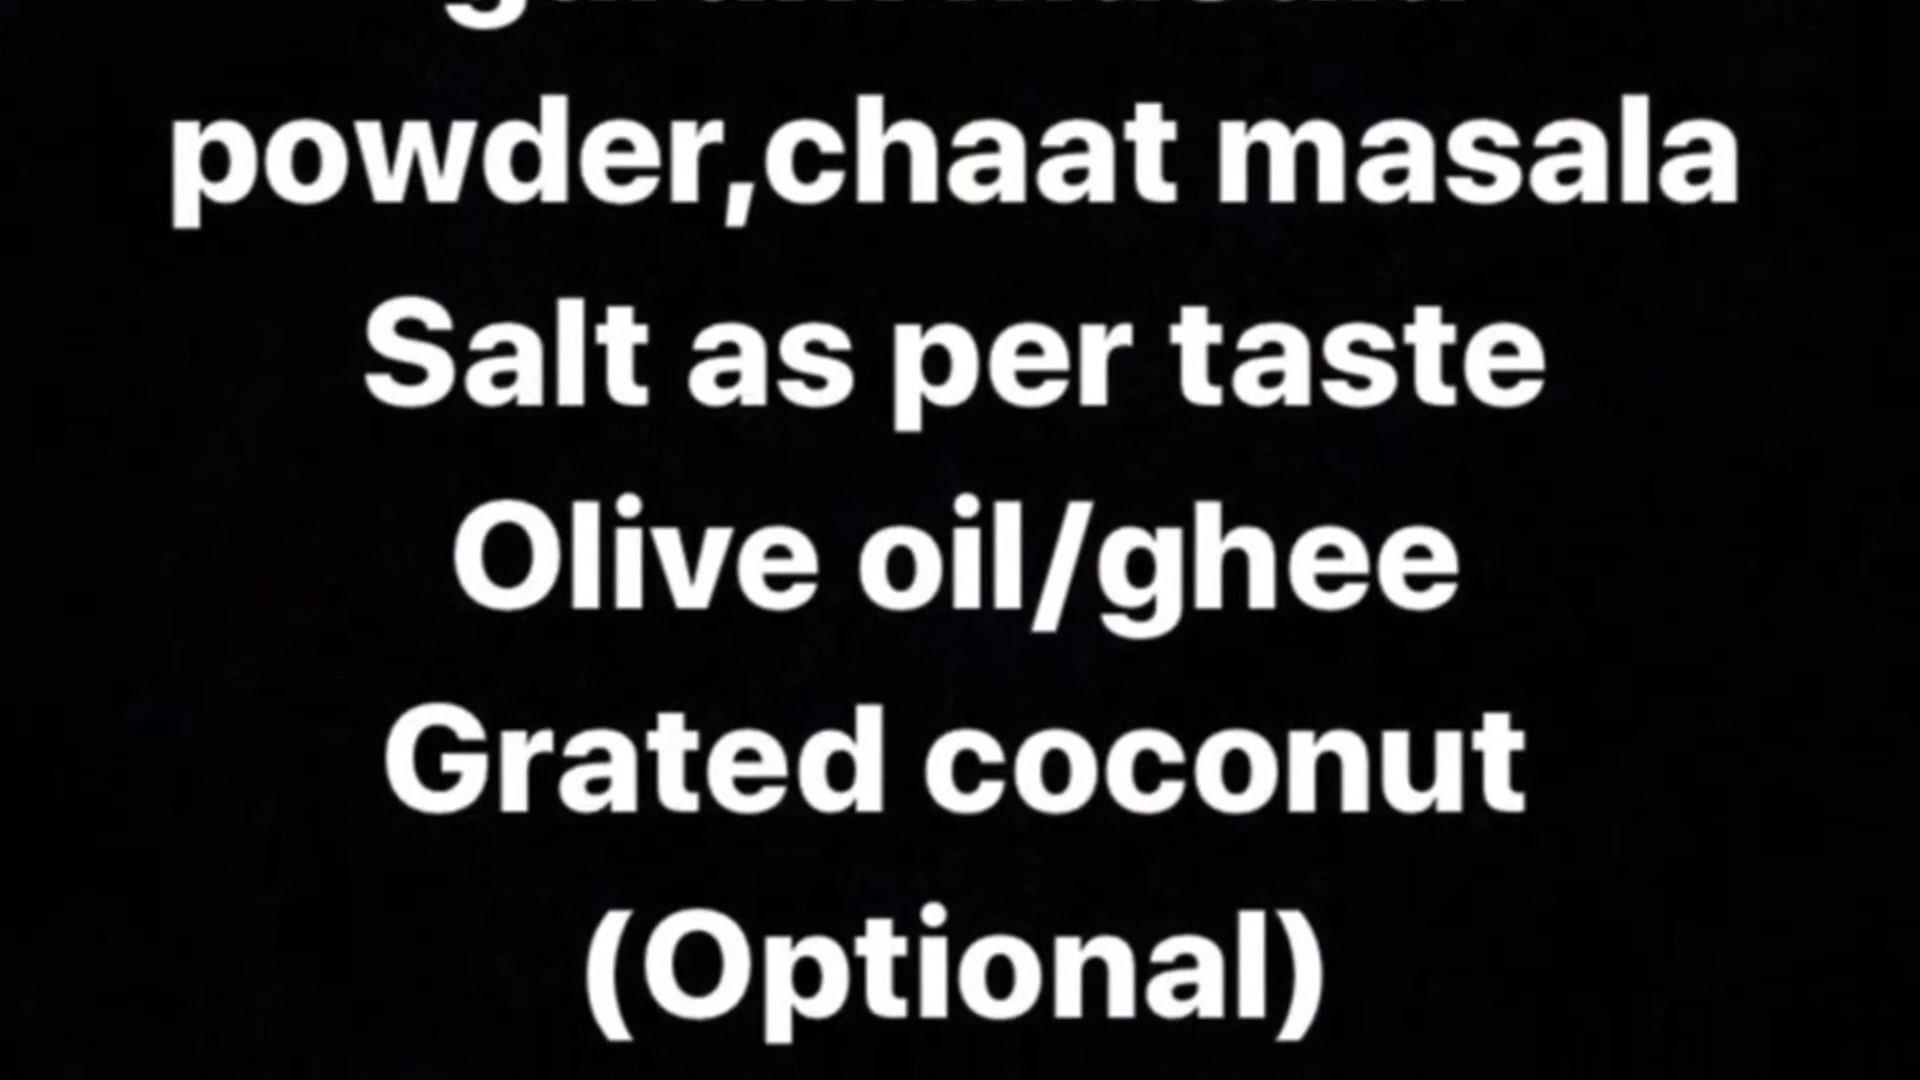 powder,chaat masala
Salt as per taste
Olive oil/ghee
Grated coconut
(Optional)